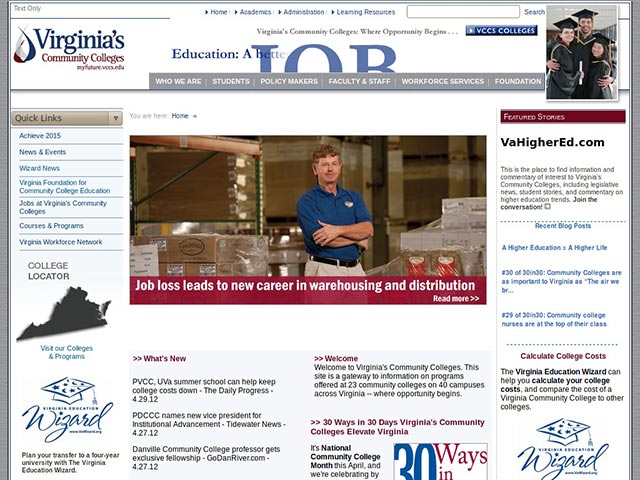 Text Only
Home
Academics
Administration
Learning Resources
Search
Virginia's
Community Colleges
myfuture.vccs.edu
Virginia's Community Colleges: Where Opportunity Begins . . .
VCCS COLLEGES
Education: A bette
JOB
WHO WE ARE | STUDENTS | POLICY MAKERS | FACULTY & STAFF | WORKFORCE SERVICES | FOUNDATION
Quick Links
Achieve 2015
News & Events
Wizard News
Virginia Foundation for
Community College Education
Jobs at Virginia's Community
Colleges
Courses & Programs
Virginia Workforce Network
COLLEGE
LOCATOR
Visit our Colleges
& Programs
VIRGINIA EDUCATION
Wizard
www.VaWizard.org
Plan your transfer to a four-year
university with The Virginia
Education Wizard.
You are here: Home
Job loss leads to new career in warehousing and distribution
Read more >>
>> What's New
PVCC, UVa summer school can help keep
college costs down - The Daily Progress -
4.29.12
PDCCC names new vice president for
Institutional Advancement - Tidewater News -
4.27.12
Danville Community College professor gets
exclusive fellowship - GoDanRiver.com -
4.27.12
>> Welcome
Welcome to Virginia's Community Colleges. This
site is a gateway to information on programs
offered at 23 community colleges on 40 campuses
across Virginia -- where opportunity begins.
>> 30 Ways in 30 Days Virginia's Community
Colleges Elevate Virginia
It's National
Community College
Month this April, and
we're celebrating by
30 Ways
in
FEATURED STORIES
VaHigherEd.com
This is the place to find information and
commentary of interest to Virginia's
Community Colleges, including legislative
news, student stories, and commentary on
higher education trends. Join the
conversation!
Recent Blog Posts
A Higher Education = A Higher Life
#30 of 30in30: Community Colleges are
as important to Virginia as "The air we
br...
#29 of 30in30: Community college
nurses are at the top of their class
Calculate College Costs
The Virginia Education Wizard can
help you calculate your college
costs, and compare the cost of a
Virginia Community College to other
colleges.
VIRGINIA EDUCATION
Wizard
www.VaWizard.org